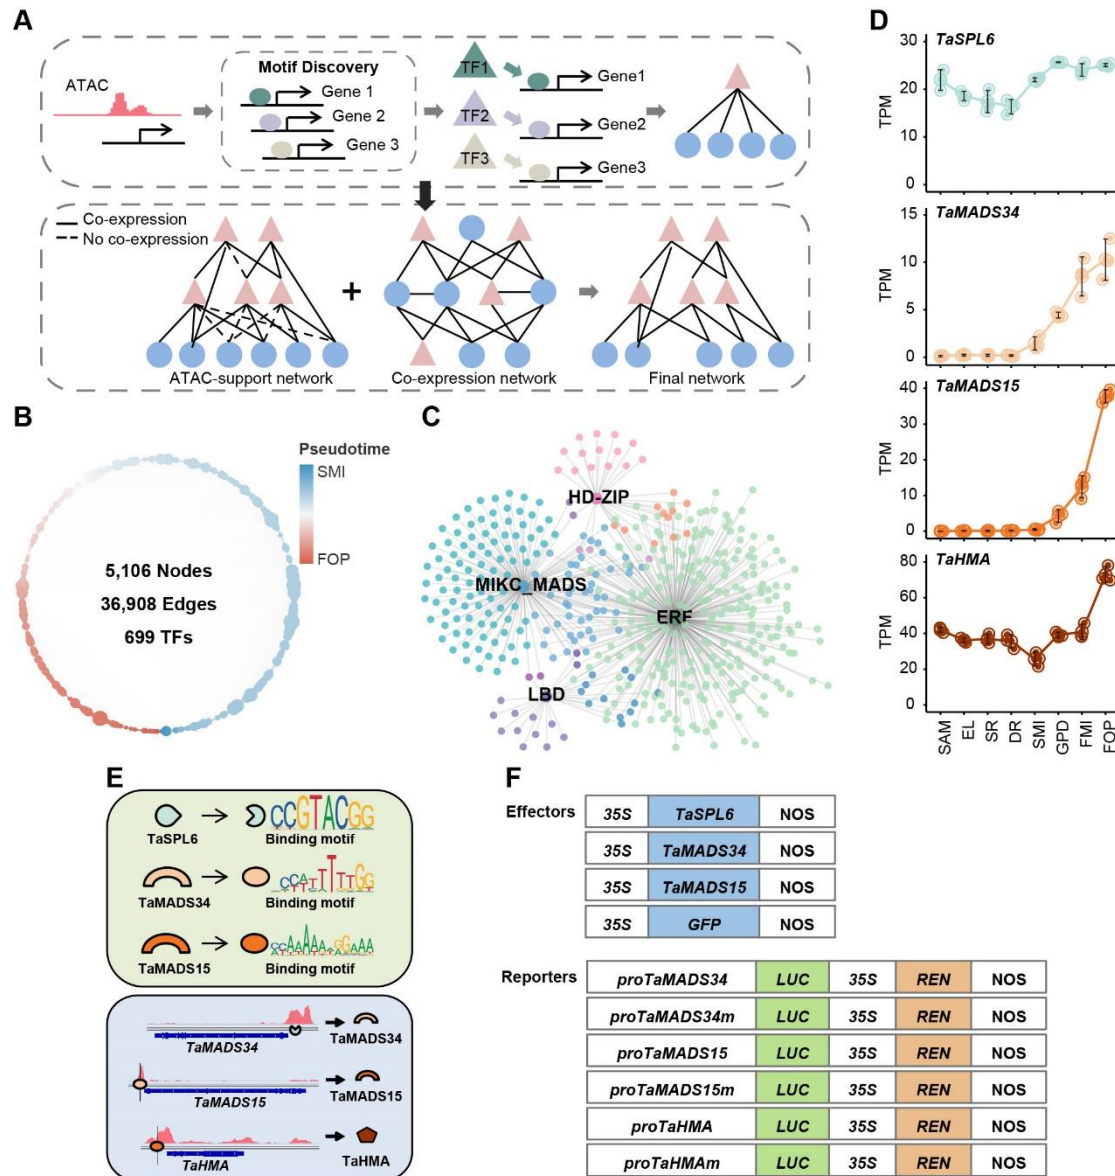 A
ATAC
Motif Discovery
Gene 1
Gene 2
Gene 3
TF1
Gene1
TF2
Gene2
TF3
Gene3
Co-expression
No co-expression
+
ATAC-support network
Co-expression network
Final network
B
Pseudotime
SMI
FOP
5,106 Nodes
36,908 Edges
699 TFs
C
HD-ZIP
MIKC_MADS
ERF
LBD
D
TaSPL6
TPM
30
20
10
0
TaMADS34
TPM
15
10
5
0
TaMADS15
TPM
40
30
20
10
0
TaHMA
TPM
80
60
40
20
0
SAM
EL
SR
DR
SMI
GPD
FMI
FOP
E
TaSPL6
CCGTACGG
Binding motif
TaMADS34
Binding motif
TaMADS15
Binding motif
TaMADS34
TaMADS34
TaMADS15
TaMADS15
TaHMA
TaHMA
F
Effectors
35S TaSPL6 NOS
35S TaMADS34 NOS
35S TaMADS15 NOS
35S GFP NOS
Reporters
proTaMADS34 LUC 35S REN NOS
proTaMADS34m LUC 35S REN NOS
proTaMADS15 LUC 35S REN NOS
proTaMADS15m LUC 35S REN NOS
proTaHMA LUC 35S REN NOS
proTaHMAm LUC 35S REN NOS